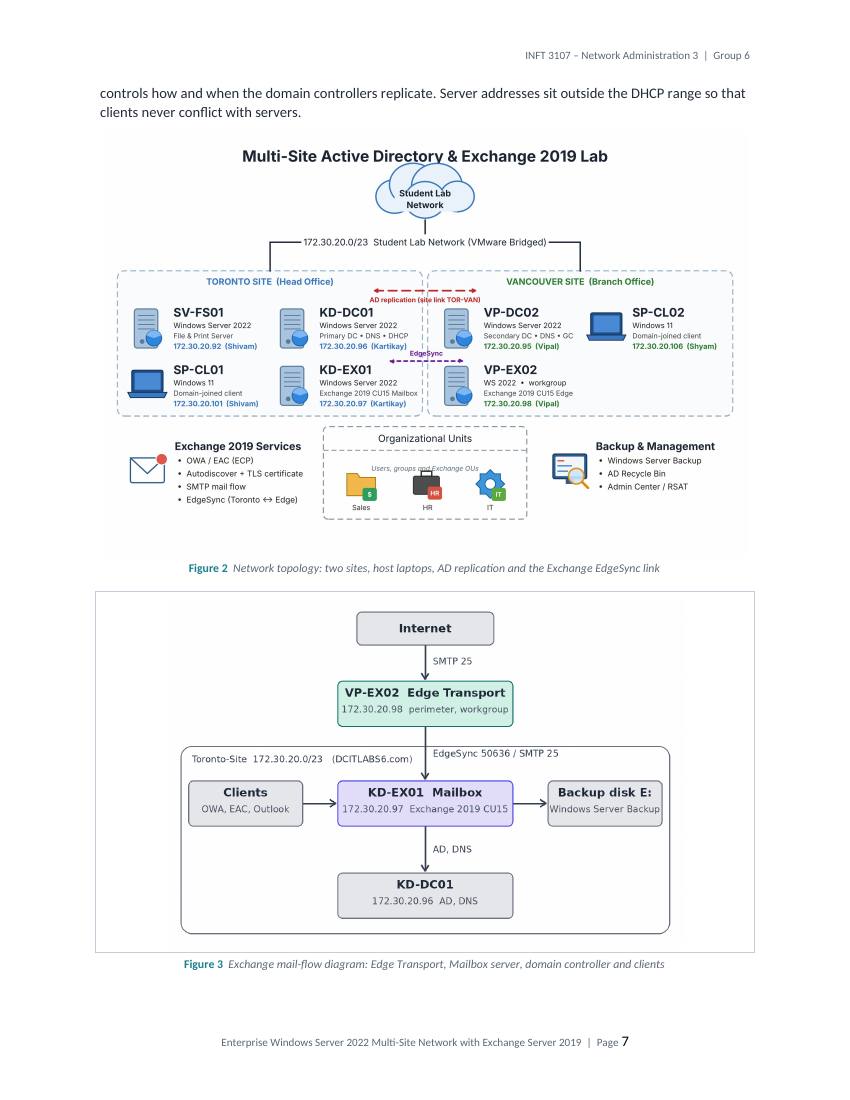 INFT 3107 – Network Administration 3 | Group 6
controls how and when the domain controllers replicate. Server addresses sit outside the DHCP range so that
clients never conflict with servers.
Multi-Site Active Directory & Exchange 2019 Lab
Student Lab
Network
172.30.20.0/23 Student Lab Network (VMware Bridged)
TORONTO SITE (Head Office)
VANCOUVER SITE (Branch Office)
AD replication (site link TOR-VAN)
SV-FS01
Windows Server 2022
File & Print Server
172.30.20.92 (Shivam)
KD-DC01
Windows Server 2022
Primary DC • DNS • DHCP
172.30.20.96 (Kartikay)
VP-DC02
Windows Server 2022
Secondary DC • DNS • GC
172.30.20.95 (Vipal)
SP-CL02
Windows 11
Domain-joined client
172.30.20.106 (Shyam)
EdgeSync
SP-CL01
Windows 11
Domain-joined client
172.30.20.101 (Shivam)
KD-EX01
Windows Server 2022
Exchange 2019 CU15 Mailbox
172.30.20.97 (Kartikay)
VP-EX02
WS 2022 • workgroup
Exchange 2019 CU15 Edge
172.30.20.98 (Vipal)
Exchange 2019 Services
• OWA / EAC (ECP)
• Autodiscover + TLS certificate
• SMTP mail flow
• EdgeSync (Toronto ↔ Edge)
Organizational Units
Users, groups and Exchange OUs
$
HR
IT
Sales
HR
IT
Backup & Management
• Windows Server Backup
• AD Recycle Bin
• Admin Center / RSAT
Figure 2 Network topology: two sites, host laptops, AD replication and the Exchange EdgeSync link
Internet
SMTP 25
VP-EX02 Edge Transport
172.30.20.98 perimeter, workgroup
EdgeSync 50636 / SMTP 25
Toronto-Site 172.30.20.0/23 (DCITLABS6.com)
Clients
OWA, EAC, Outlook
KD-EX01 Mailbox
172.30.20.97 Exchange 2019 CU15
Backup disk E:
Windows Server Backup
AD, DNS
KD-DC01
172.30.20.96 AD, DNS
Figure 3 Exchange mail-flow diagram: Edge Transport, Mailbox server, domain controller and clients
Enterprise Windows Server 2022 Multi-Site Network with Exchange Server 2019 | Page 7